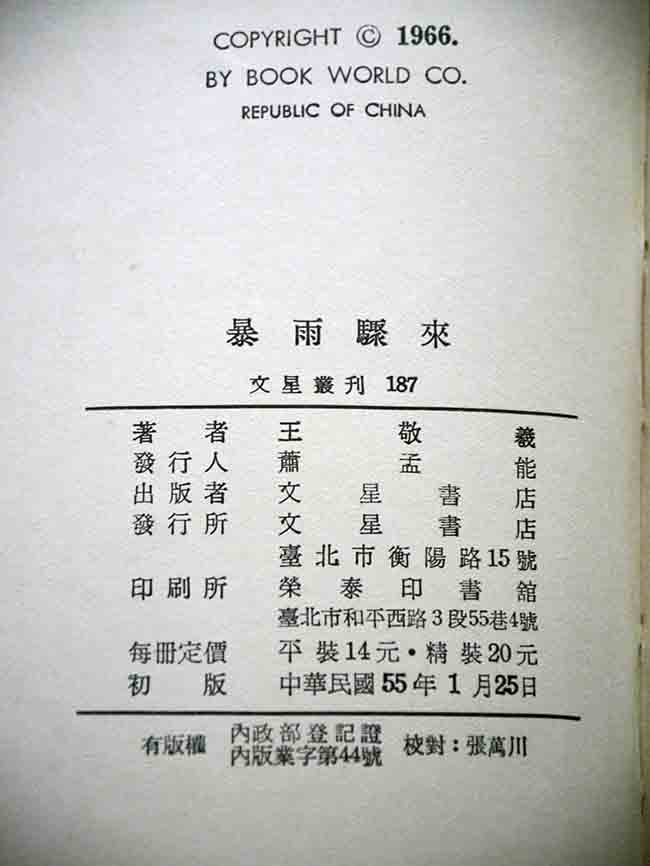 COPYRIGHT © 1966.
BY BOOK WORLD CO.
REPUBLIC OF CHINA
暴雨驟來
文星叢刊 187
著者 王敬羲
發行人 蕭孟能
出版者 文星書店
發行所 文星書店
臺北市衡陽路15號
印刷所 榮泰印書館
臺北市和平西路3段55巷4號
每冊定價 平裝14元·精裝20元
初版 中華民國55年1月25日
有版權 內政部登記證 校對:張萬川
內版業字第44號